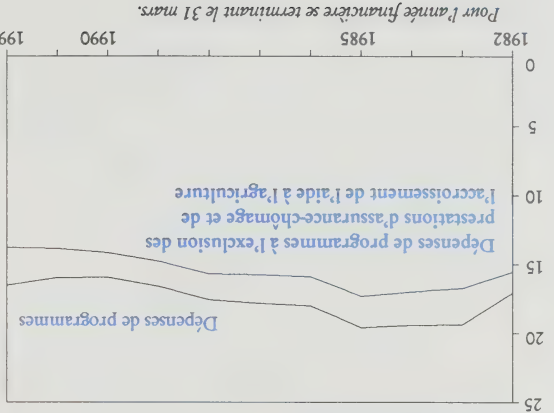 25
20
15
10
5
0
Dépenses de programmes
Dépenses de programmes à l'exclusion des
prestations d'assurance-chômage et de
l'accroissement de l'aide à l'agriculture
1982
1985
1990
Pour l'année financière se terminant le 31 mars.